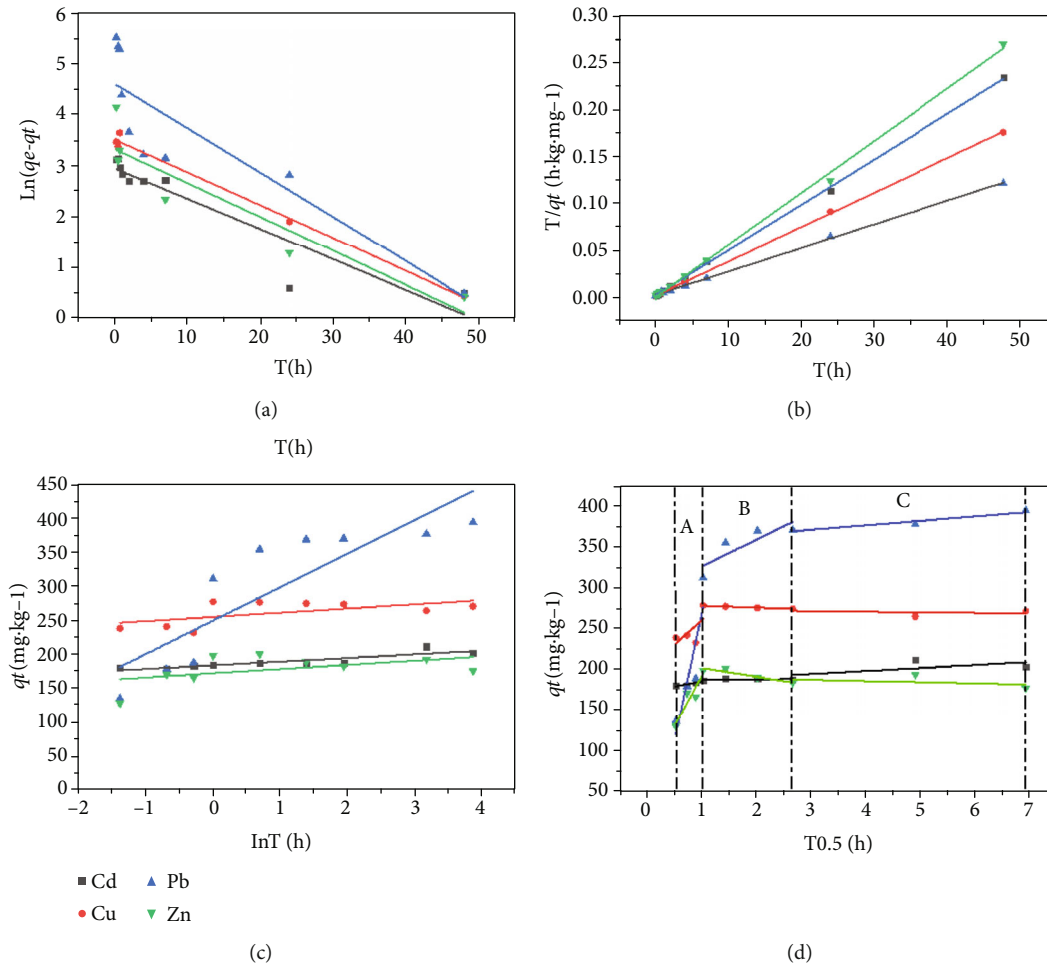 6
5
4
3
2
1
0
Ln(qe-qt)
0 10 20 30 40 50
T(h)
(a)
0.30
0.25
0.20
0.15
0.10
0.05
0.00
T/qt (h·kg·mg–1)
0 10 20 30 40 50
T(h)
(b)
T(h)
450
400
350
300
250
200
150
100
50
0
qt (mg·kg–1)
–2 –1 0 1 2 3 4
InT (h)
Cd Pb
Cu Zn
(c)
A B C
400
350
300
250
200
150
100
50
qt (mg·kg–1)
0 1 2 3 4 5 6 7
T0.5 (h)
(d)